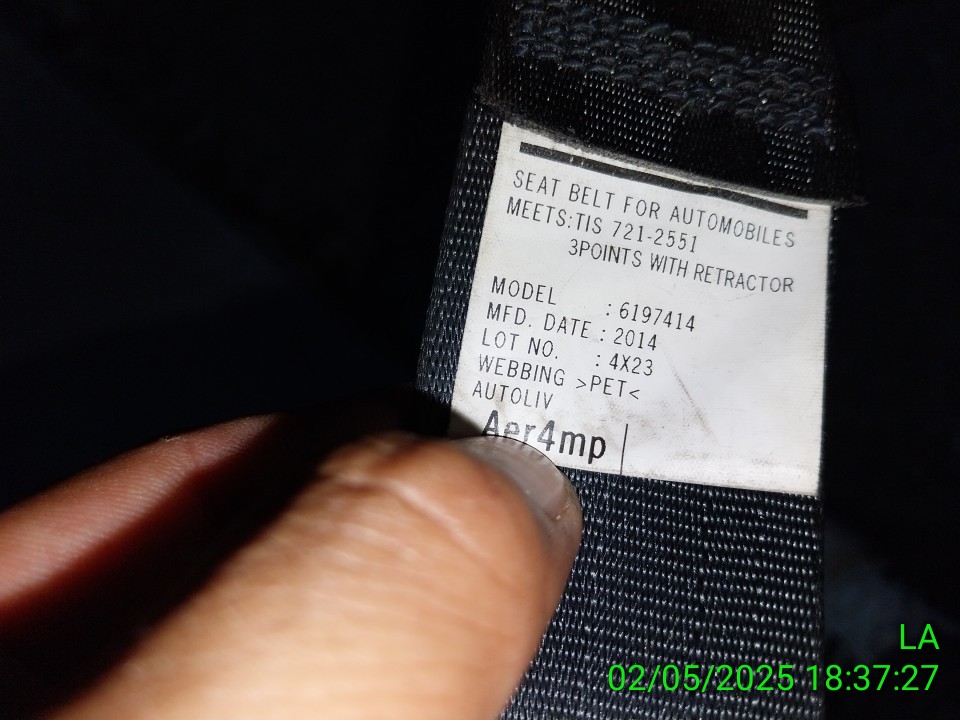 SEAT BELT FOR AUTOMOBILES
MEETS:TIS 721-2551
3POINTS WITH RETRACTOR
MODEL : 6197414
MFD. DATE : 2014
LOT NO. : 4X23
WEBBING >PET<
AUTOLIV
Aer4mp
LA
02/05/2025 18:37:27